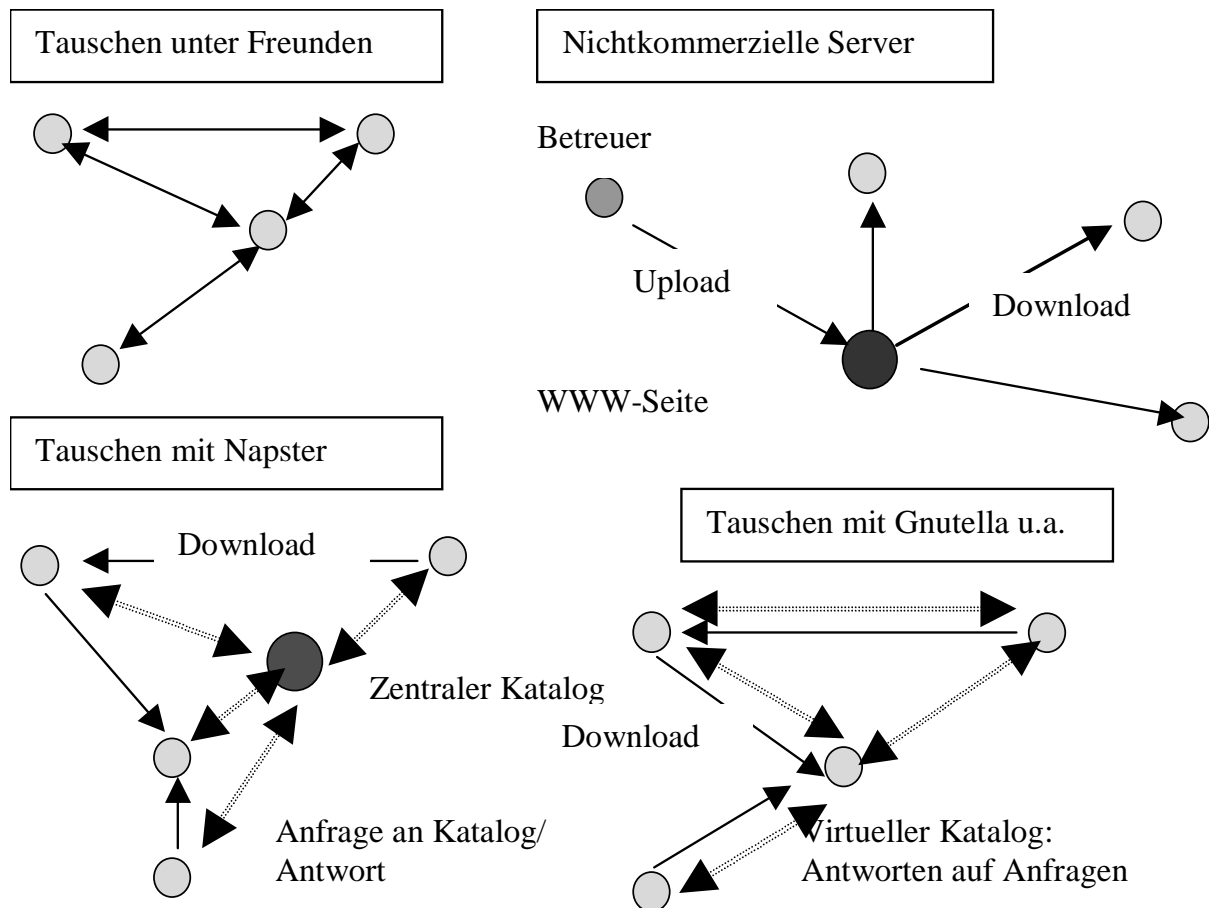 Tauschen unter Freunden
Nichtkommerzielle Server
Betreuer
Upload
Download
WWW-Seite
Tauschen mit Napster
Download
Zentraler Katalog
Anfrage an Katalog/
Antwort
Tauschen mit Gnutella u.a.
Download
Virtueller Katalog:
Antworten auf Anfragen